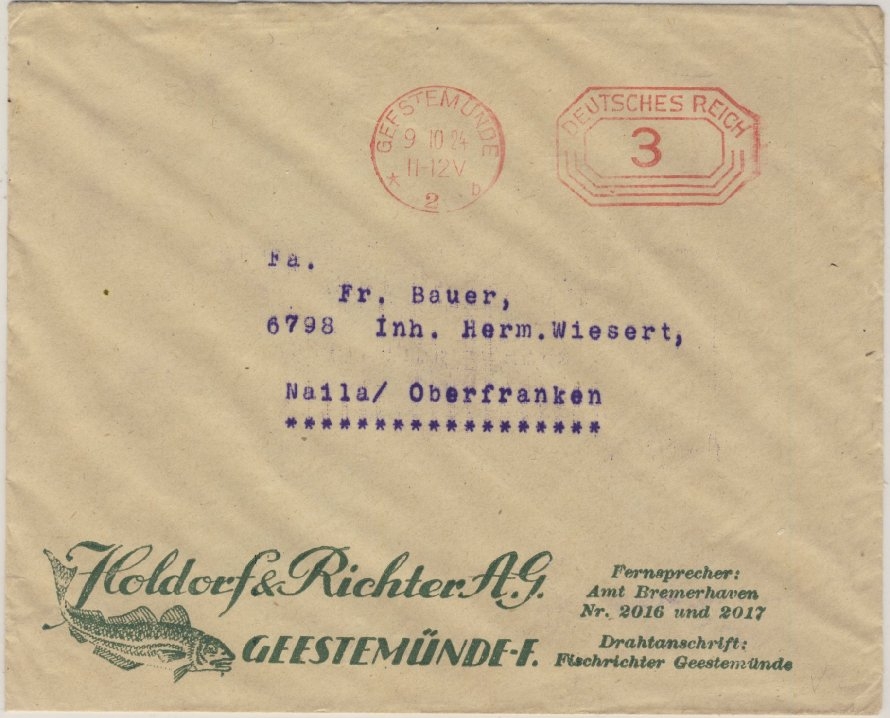 GEESTEMÜNDE
9 10 24
11-12V
* 2 b
DEUTSCHES REICH
3
Fa.
Fr. Bauer,
6798 Inh. Herm.Wiesert,
Naila/ Oberfranken
******************
Holdorf & Richter A.G.
GEESTEMÜNDE-F.
Fernsprecher:
Amt Bremerhaven
Nr. 2016 und 2017
Drahtanschrift:
Fischrichter Geestemünde